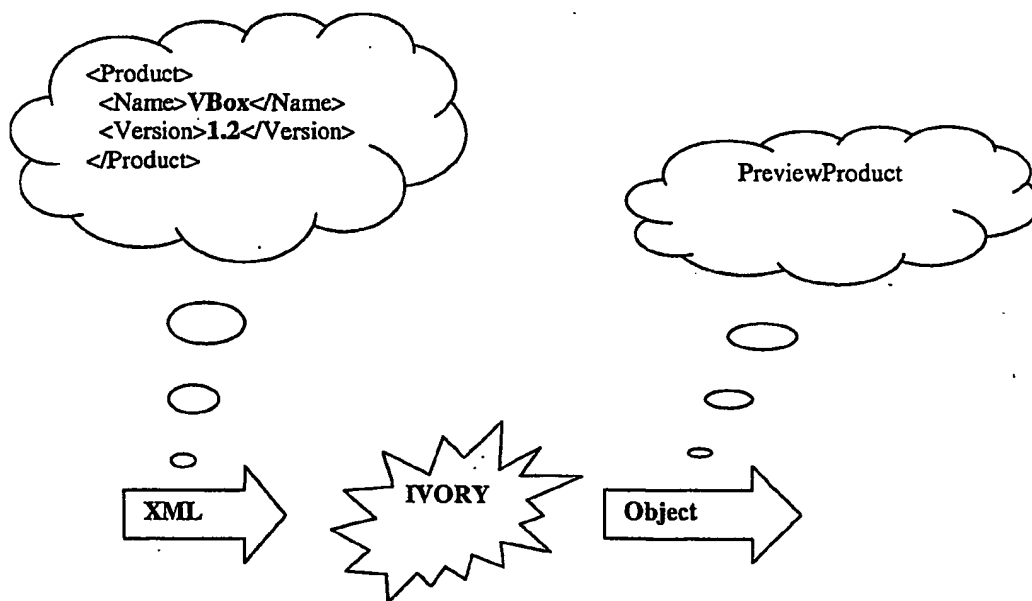 <Product>
<Name>VBox</Name>
<Version>1.2</Version>
</Product>
PreviewProduct
XML
IVORY
Object